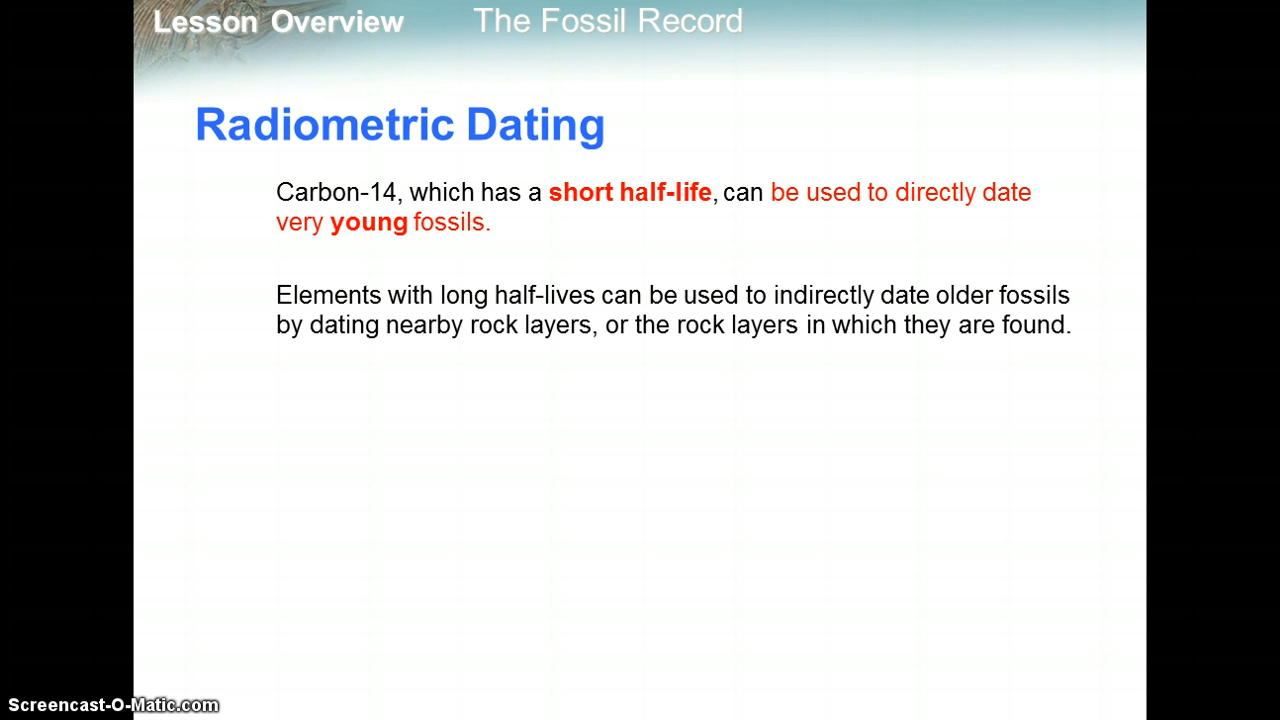 Lesson Overview The Fossil Record
Radiometric Dating
Carbon-14, which has a short half-life, can be used to directly date
very young fossils.
Elements with long half-lives can be used to indirectly date older fossils
by dating nearby rock layers, or the rock layers in which they are found.
Screencast-O-Matic.com